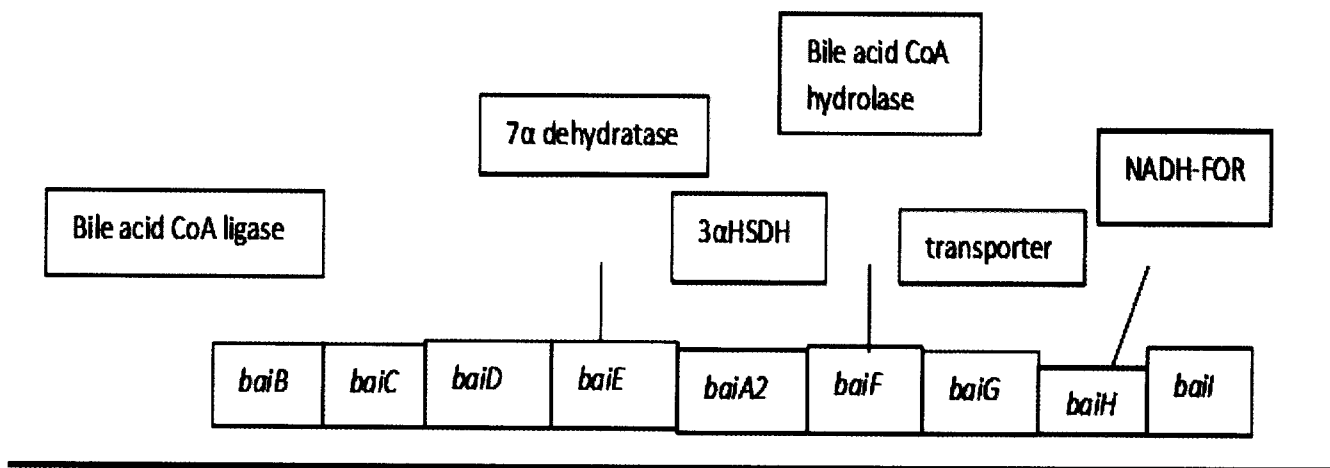 Bile acid CoA
hydrolase
7α dehydratase
NADH-FOR
Bile acid CoA ligase
3αHSDH
transporter
baiB
baiC
baiD
baiE
baiA2
baiF
baiG
baiH
baiI